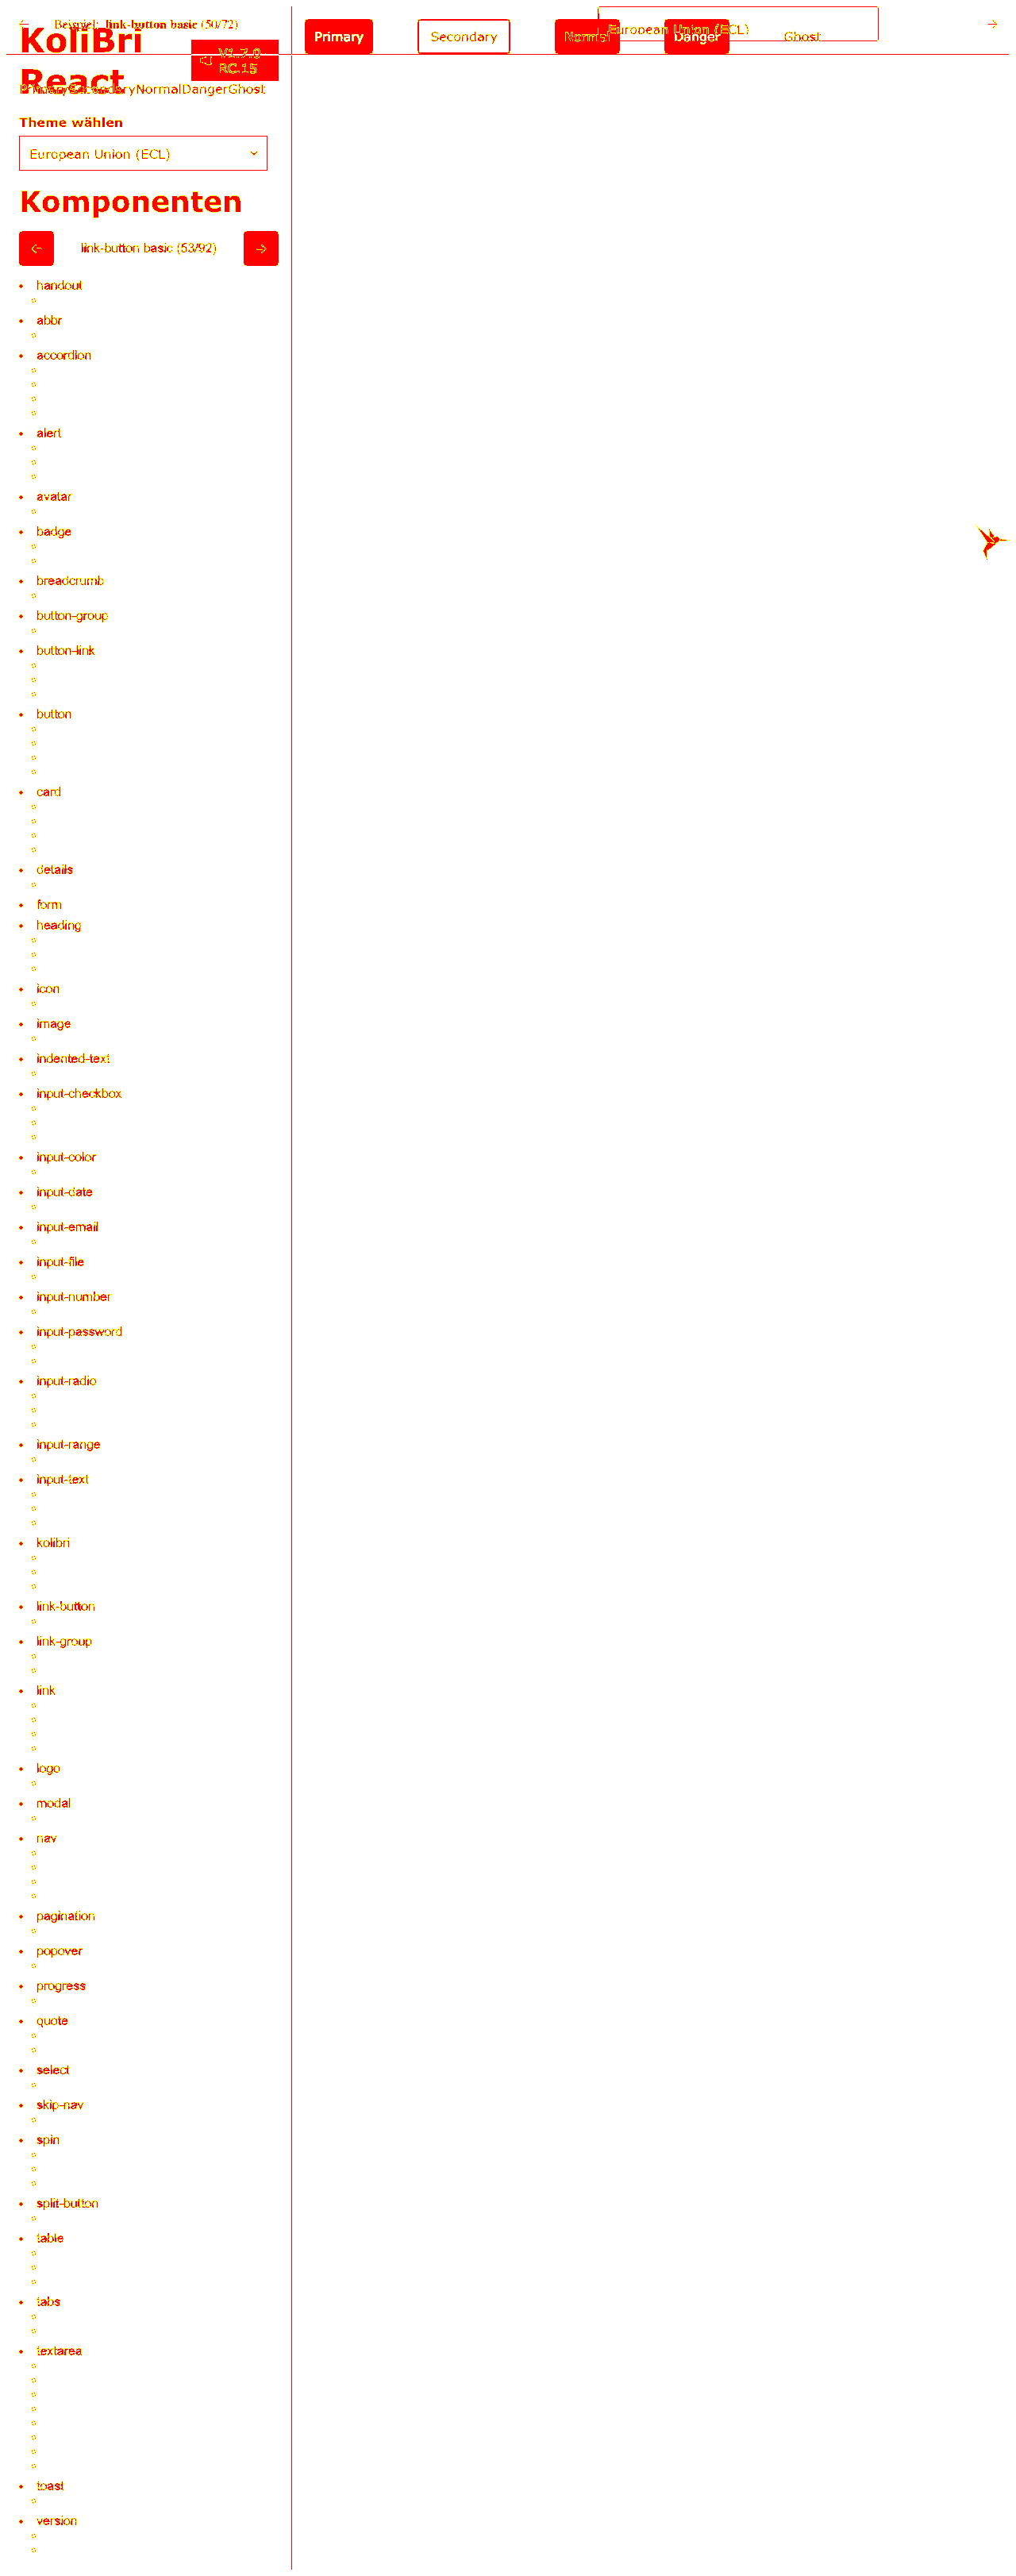 Beispiel: link-button basic (50/72)
KoliBri
React
V1.7.0
RC.15
Primary
Secondary
Normal
Danger
Ghost
European Union (ECL)
PrimarySecondaryNormalDangerGhost
Theme wählen
European Union (ECL)
Komponenten
link-button basic (53/92)
handout
abbr
accordion
alert
avatar
badge
breadcrumb
button-group
button-link
button
card
details
form
heading
icon
image
indented-text
input-checkbox
input-color
input-date
input-email
input-file
input-number
input-password
input-radio
input-range
input-text
kolibri
link-button
link-group
link
logo
modal
nav
pagination
popover
progress
quote
select
skip-nav
spin
split-button
table
tabs
textarea
toast
version